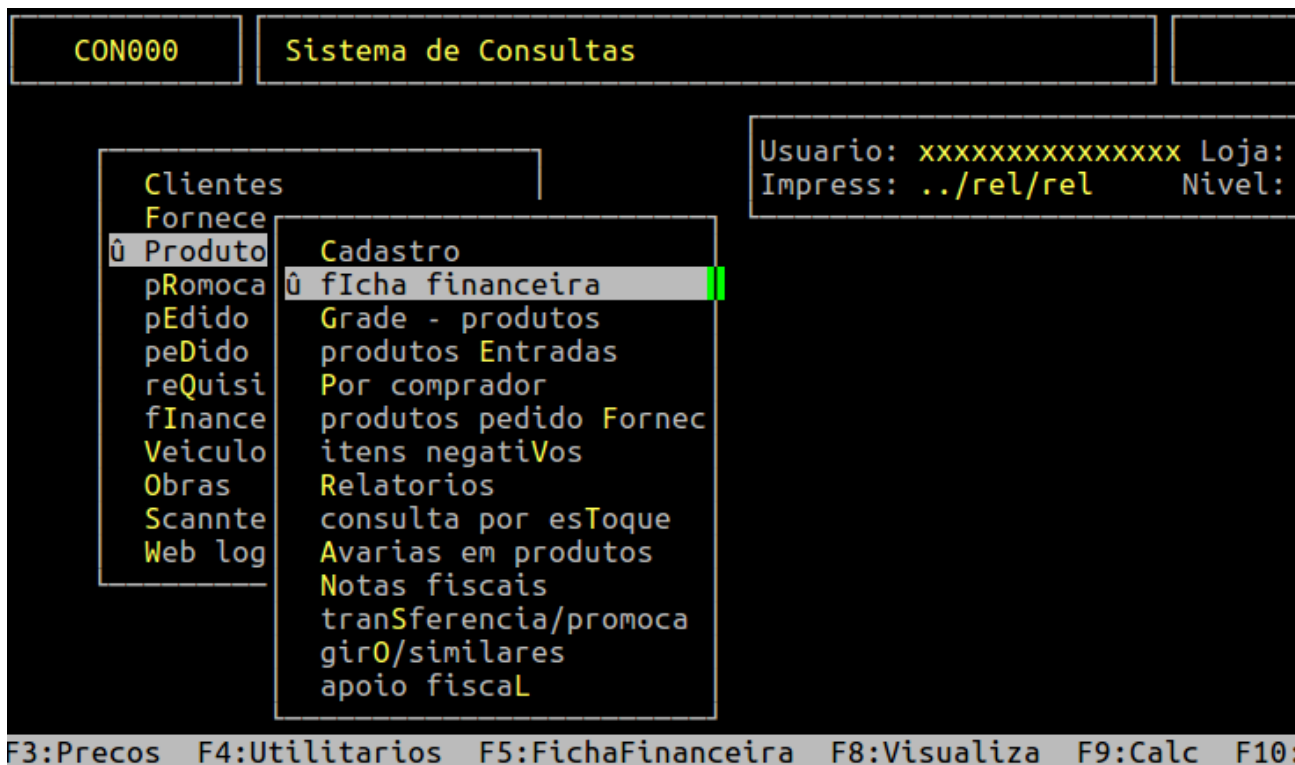 CON000
Sistema de Consultas
Usuario: xxxxxxxxxxxxxxx Loja:
Impress: ../rel/rel Nivel:
Clientes
Fornece
û Produto
pRomoca
pEdido
peDido
reQuisi
fInance
Veiculo
Obras
Scannte
Web log
Cadastro
û fIcha financeira
Grade - produtos
produtos Entradas
Por comprador
produtos pedido Fornec
itens negatiVos
Relatorios
consulta por esToque
Avarias em produtos
Notas fiscais
tranSferencia/promoca
girO/similares
apoio fiscaL
F3:Precos F4:Utilitarios F5:FichaFinanceira F8:Visualiza F9:Calc F10: